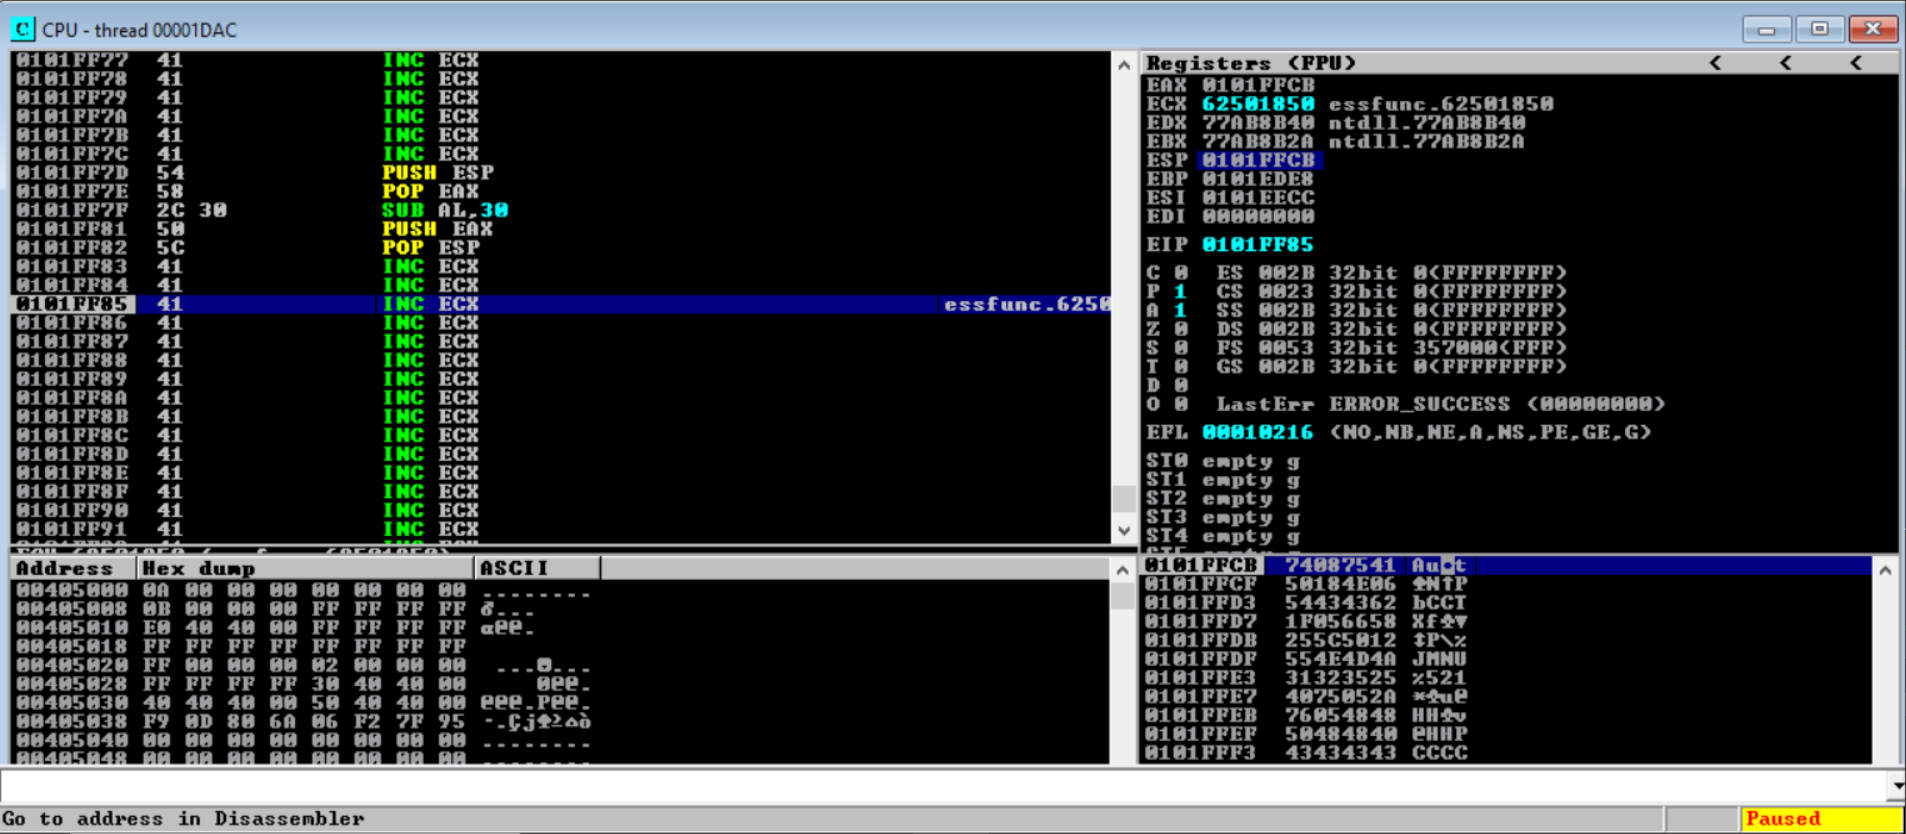 CPU - thread 00001DAC
0101FF77 41 INC ECX
0101FF78 41 INC ECX
0101FF79 41 INC ECX
0101FF7A 41 INC ECX
0101FF7B 41 INC ECX
0101FF7C 41 INC ECX
0101FF7D 54 PUSH ESP
0101FF7E 58 POP EAX
0101FF7F 2C 30 SUB AL,30
0101FF81 50 PUSH EAX
0101FF82 5C POP ESP
0101FF83 41 INC ECX
0101FF84 41 INC ECX
0101FF85 41 INC ECX essfunc.6250
0101FF86 41 INC ECX
0101FF87 41 INC ECX
0101FF88 41 INC ECX
0101FF89 41 INC ECX
0101FF8A 41 INC ECX
0101FF8B 41 INC ECX
0101FF8C 41 INC ECX
0101FF8D 41 INC ECX
0101FF8E 41 INC ECX
0101FF8F 41 INC ECX
0101FF90 41 INC ECX
0101FF91 41 INC ECX
Registers (FPU) < < <
EAX 0101FFCB
ECX 62501850 essfunc.62501850
EDX 77AB8B40 ntdll.77AB8B40
EBX 77AB8B2A ntdll.77AB8B2A
ESP 0101FFCB
EBP 0101EDE8
ESI 0101EECC
EDI 00000000
EIP 0101FF85
C 0 ES 002B 32bit 0(FFFFFFFF)
P 1 CS 0023 32bit 0(FFFFFFFF)
A 1 SS 002B 32bit 0(FFFFFFFF)
Z 0 DS 002B 32bit 0(FFFFFFFF)
S 0 FS 0053 32bit 357000(FFF)
T 0 GS 002B 32bit 0(FFFFFFFF)
D 0
O 0 LastErr ERROR_SUCCESS (00000000)
EFL 00010216 (NO,NB,NE,A,NS,PE,GE,G)
ST0 empty g
ST1 empty g
ST2 empty g
ST3 empty g
ST4 empty g
Address Hex dump ASCII
00405000 0A 00 00 00 00 00 00 00 ........
00405008 0B 00 00 00 FF FF FF FF ♂...
00405010 E0 40 40 00 FF FF FF FF α@@.
00405018 FF FF FF FF FF FF FF FF
00405020 FF 00 00 00 02 00 00 00 ...☻...
00405028 FF FF FF FF 30 40 40 00 0@@.
00405030 40 40 40 00 50 40 40 00 @@@.P@@.
00405038 F9 0D 80 6A 06 F2 7F 95 ·.Çj♠≥⌂ò
00405040 00 00 00 00 00 00 00 00 ........
00405048 00 00 00 00 00 00 00 00 ........
0101FFCB 74087541 Au◘t
0101FFCF 50184E06 ♠N↑P
0101FFD3 54434362 bCCT
0101FFD7 1F056658 Xf♣▼
0101FFDB 255C5012 ↕P\%
0101FFDF 554E4D4A JMNU
0101FFE3 31323525 %521
0101FFE7 4075052A *♣u@
0101FFEB 76054848 HH♣v
0101FFEF 50484840 @HHP
0101FFF3 43434343 CCCC
Go to address in Disassembler
Paused